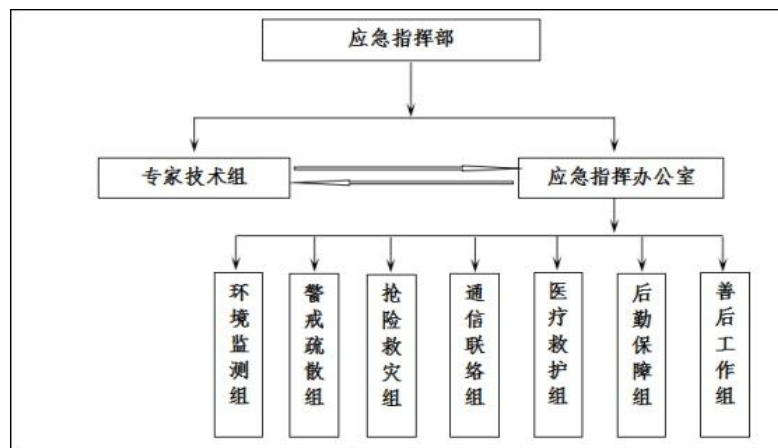 应急指挥部
专家技术组
应急指挥办公室
环境监测组
警戒疏散组
抢险救灾组
通信联络组
医疗救护组
后勤保障组
善后工作组